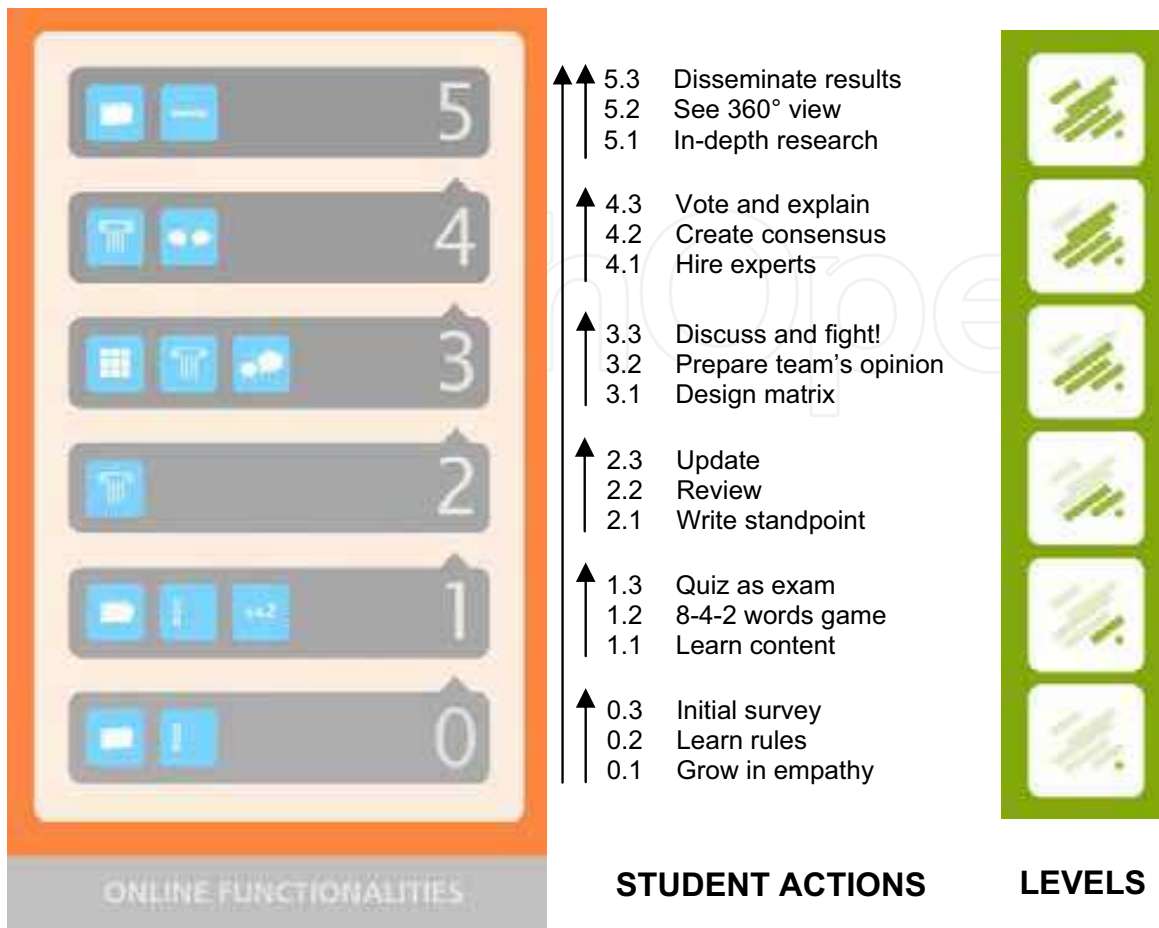 5
5.3 Disseminate results
5.2 See 360° view
5.1 In-depth research
4
4.3 Vote and explain
4.2 Create consensus
4.1 Hire experts
3
3.3 Discuss and fight!
3.2 Prepare team's opinion
3.1 Design matrix
2
2.3 Update
2.2 Review
2.1 Write standpoint
1
1.3 Quiz as exam
1.2 8-4-2 words game
1.1 Learn content
0
0.3 Initial survey
0.2 Learn rules
0.1 Grow in empathy
ONLINE FUNCTIONALITIES
STUDENT ACTIONS
LEVELS